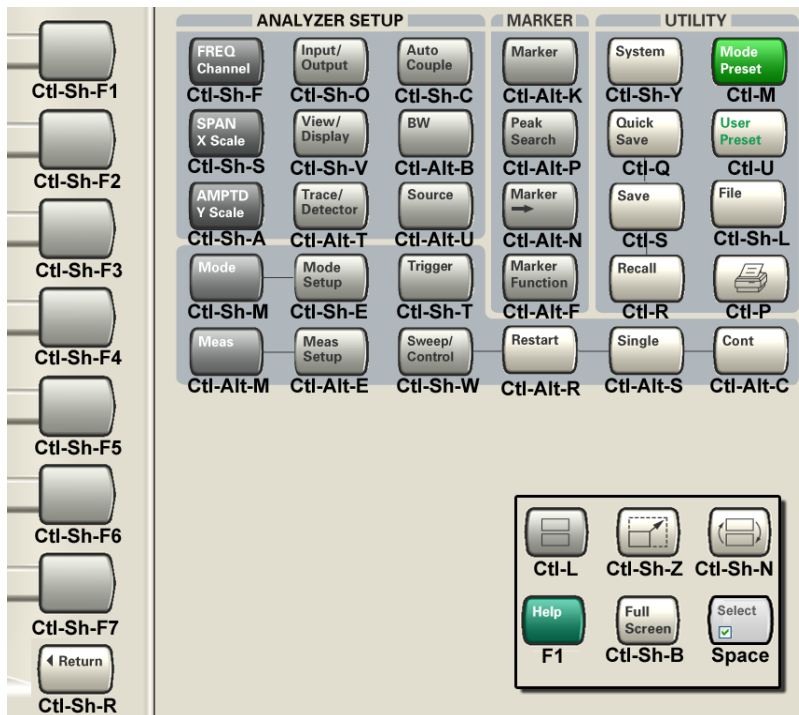 ANALYZER SETUP MARKER UTILITY
FREQ Channel
Ctl-Sh-F
Input/ Output
Ctl-Sh-O
Auto Couple
Ctl-Sh-C
Marker
Ctl-Alt-K
System
Ctl-Sh-Y
Mode Preset
Ctl-M
SPAN X Scale
Ctl-Sh-S
View/ Display
Ctl-Sh-V
BW
Ctl-Alt-B
Peak Search
Ctl-Alt-P
Quick Save
Ctl-Q
User Preset
Ctl-U
AMPTD Y Scale
Ctl-Sh-A
Trace/ Detector
Ctl-Alt-T
Source
Ctl-Alt-U
Marker
Ctl-Alt-N
Save
Ctl-S
File
Ctl-Sh-L
Mode
Ctl-Sh-M
Mode Setup
Ctl-Sh-E
Trigger
Ctl-Sh-T
Marker Function
Ctl-Alt-F
Recall
Ctl-R
Ctl-P
Meas
Ctl-Alt-M
Meas Setup
Ctl-Alt-E
Sweep/ Control
Ctl-Sh-W
Restart
Ctl-Alt-R
Single
Ctl-Alt-S
Cont
Ctl-Alt-C
Ctl-Sh-F1
Ctl-Sh-F2
Ctl-Sh-F3
Ctl-Sh-F4
Ctl-Sh-F5
Ctl-Sh-F6
Ctl-Sh-F7
Return
Ctl-Sh-R
Ctl-L
Ctl-Sh-Z
Ctl-Sh-N
Help
F1
Full Screen
Ctl-Sh-B
Select
Space